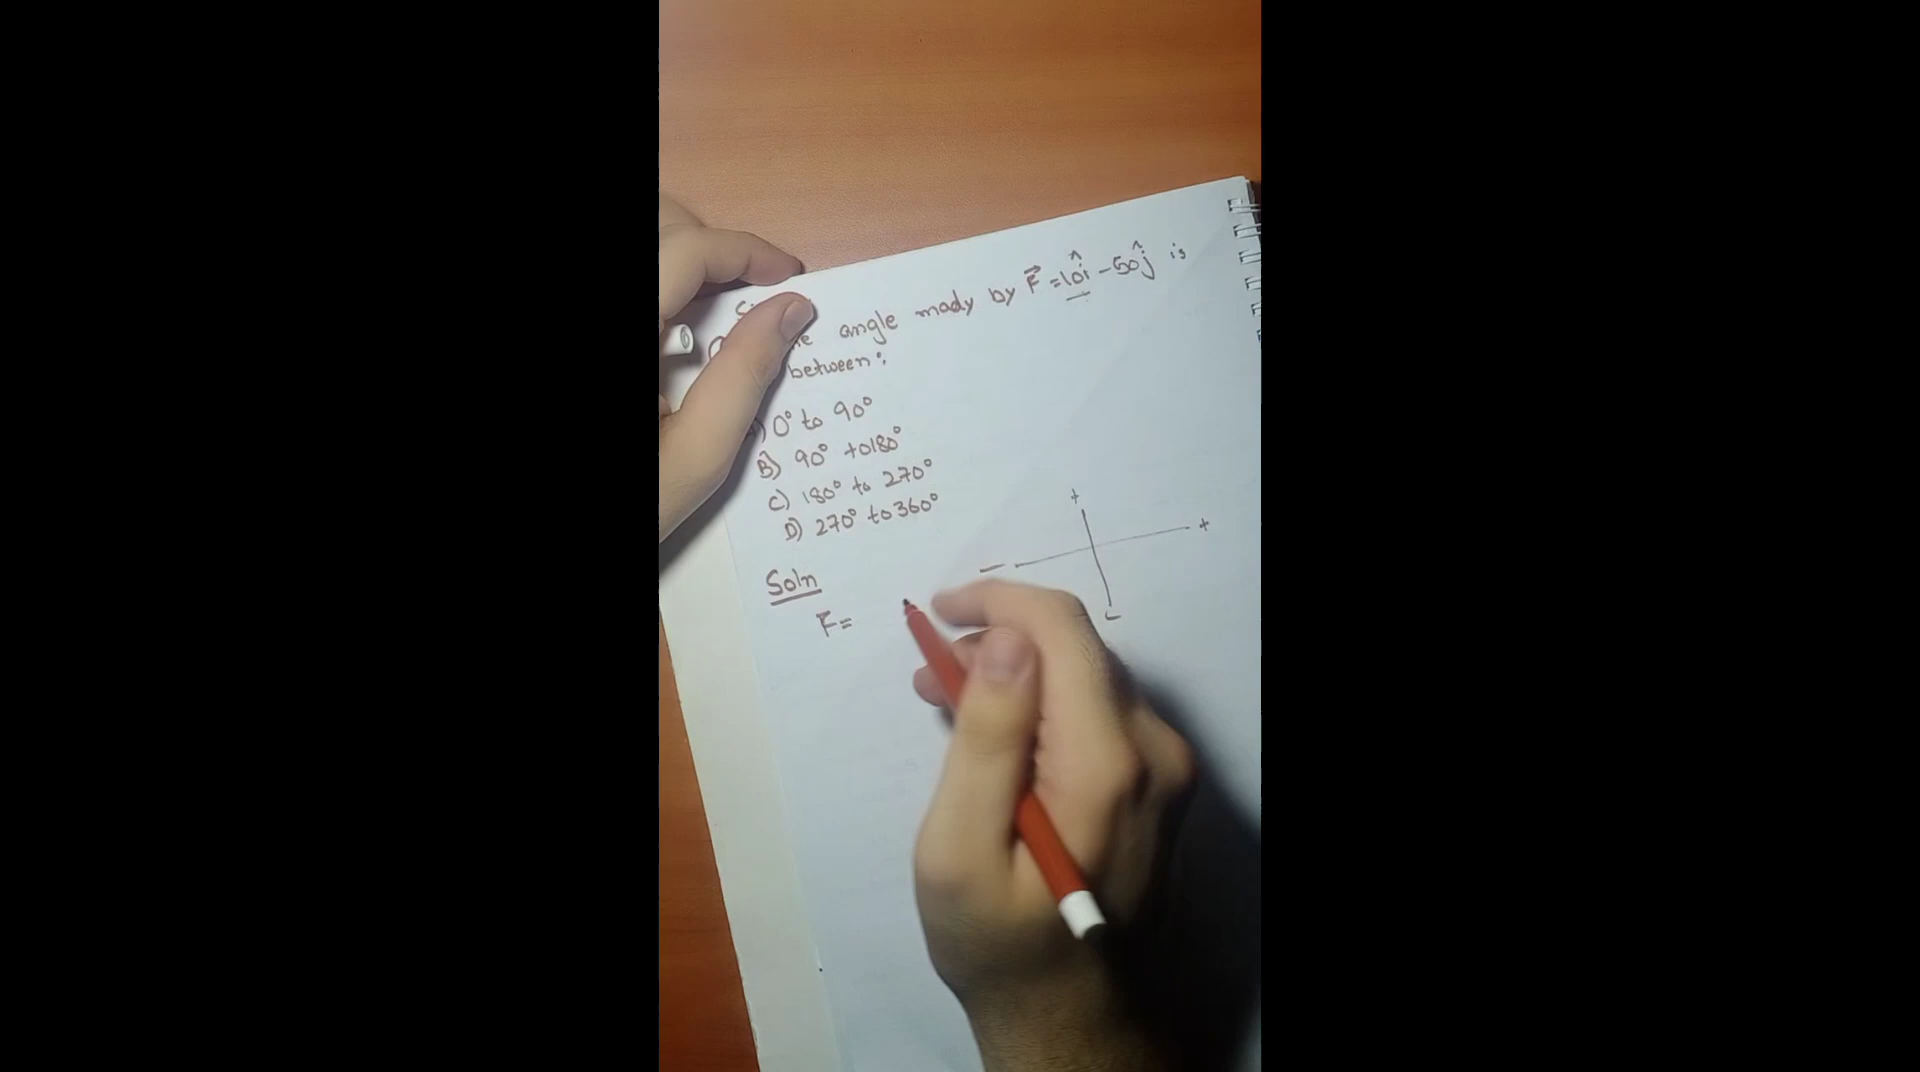 angle mady by F⃗ = 10î - 50ĵ is
between:
0° to 90°
B) 90° to 180°
C) 180° to 270°
D) 270° to 360°
+
+
-
-
Soln
F⃗ =